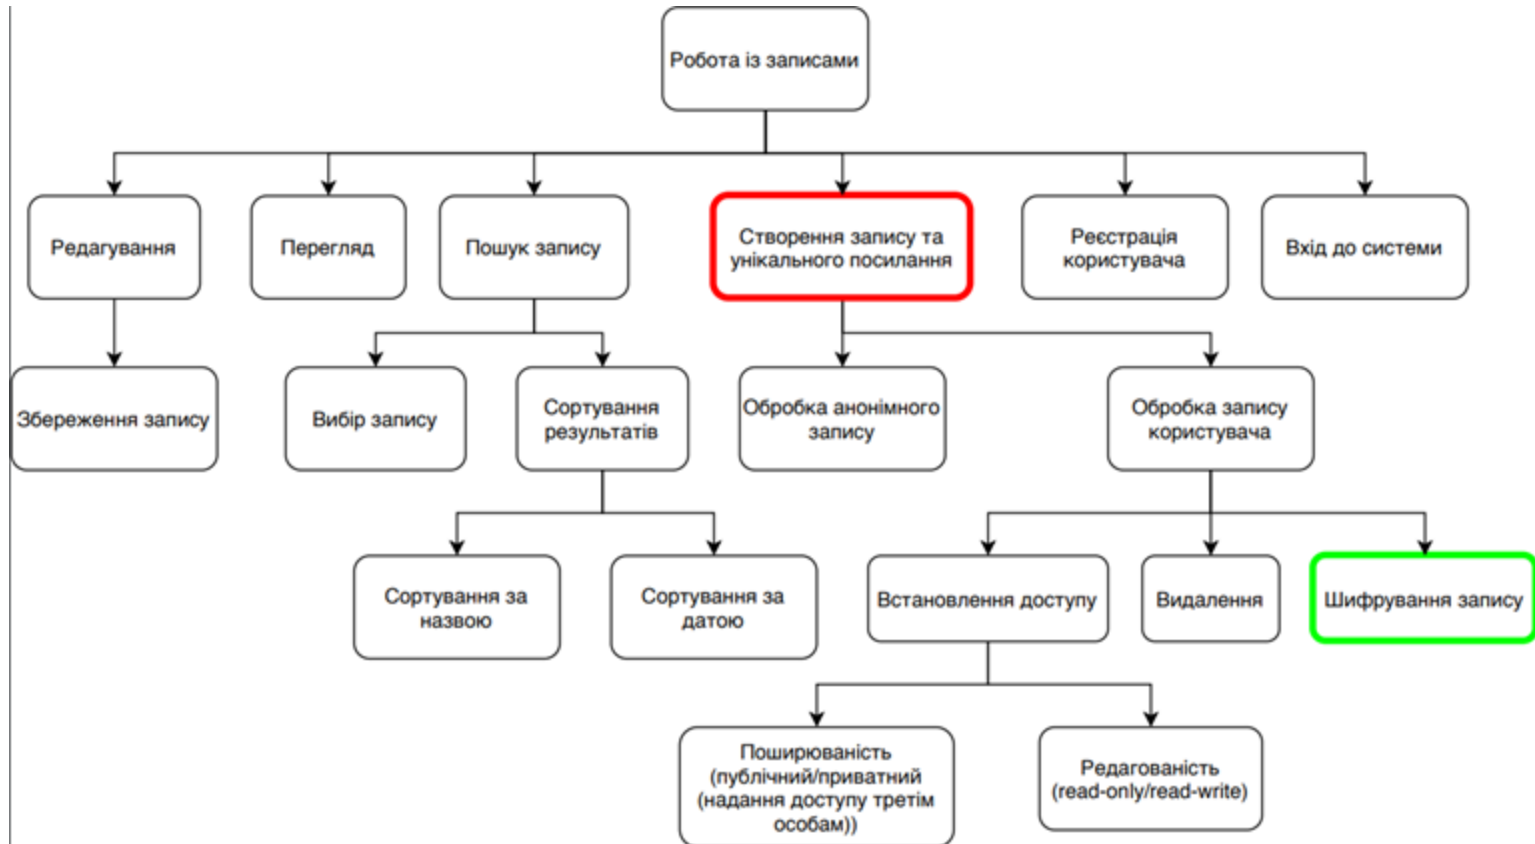 Робота із записами
Редагування
Перегляд
Пошук запису
Створення запису та
унікального посилання
Реєстрація
користувача
Вхід до системи
Збереження запису
Вибір запису
Сортування
результатів
Обробка анонімного
запису
Обробка запису
користувача
Сортування за
назвою
Сортування за
датою
Встановлення доступу
Видалення
Шифрування запису
Поширюваність
(публічний/приватний
(надання доступу третім
особам))
Редагованість
(read-only/read-write)